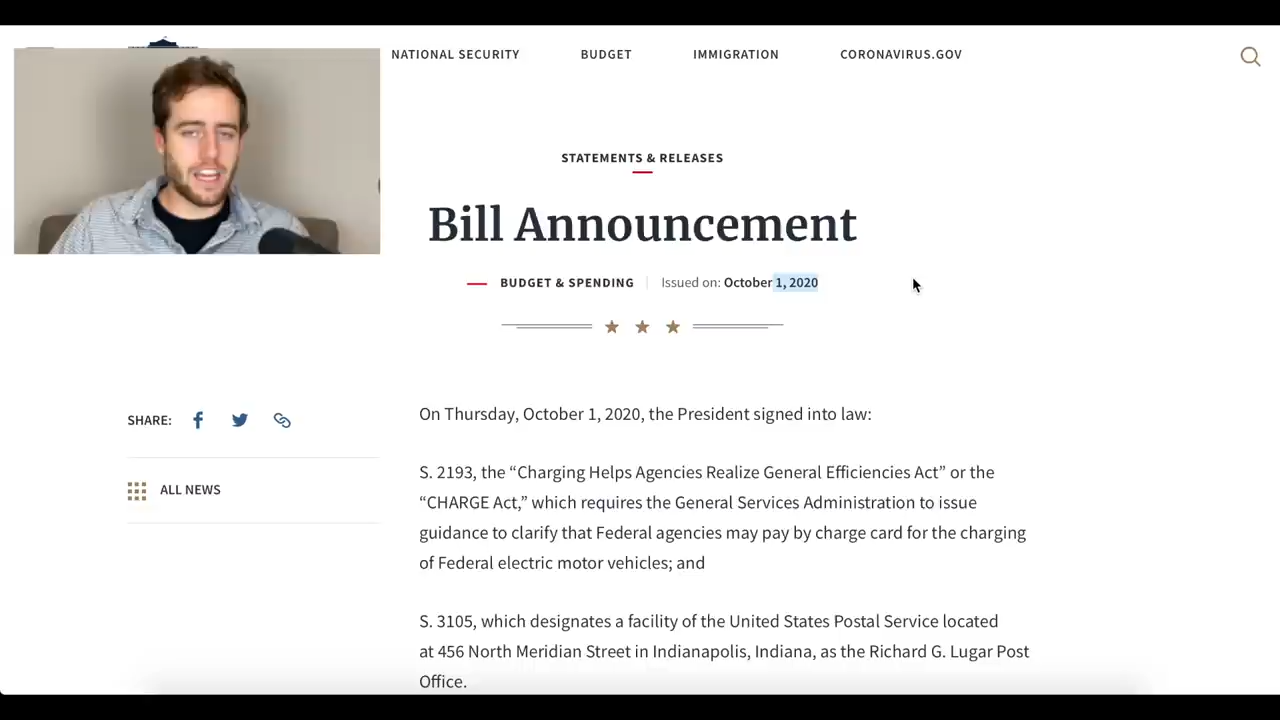 NATIONAL SECURITY BUDGET IMMIGRATION CORONAVIRUS.GOV
STATEMENTS & RELEASES
Bill Announcement
BUDGET & SPENDING Issued on: October 1, 2020
SHARE:
ALL NEWS
On Thursday, October 1, 2020, the President signed into law:
S. 2193, the “Charging Helps Agencies Realize General Efficiencies Act” or the
“CHARGE Act,” which requires the General Services Administration to issue
guidance to clarify that Federal agencies may pay by charge card for the charging
of Federal electric motor vehicles; and
S. 3105, which designates a facility of the United States Postal Service located
at 456 North Meridian Street in Indianapolis, Indiana, as the Richard G. Lugar Post
Office.